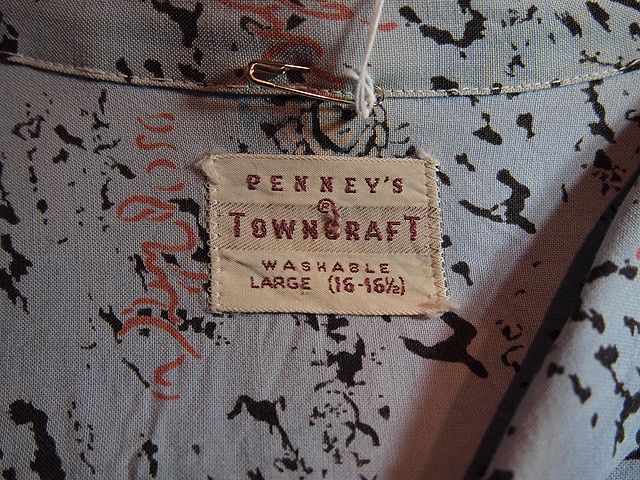 PENNEY'S
®
TOWNCRAFT
WASHABLE
LARGE (16-16½)